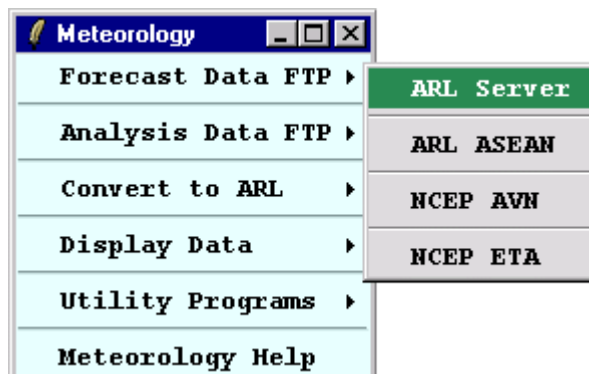 Meteorology
Forecast Data FTP
Analysis Data FTP
Convert to ARL
Display Data
Utility Programs
Meteorology Help
ARL Server
ARL ASEAN
NCEP AVN
NCEP ETA